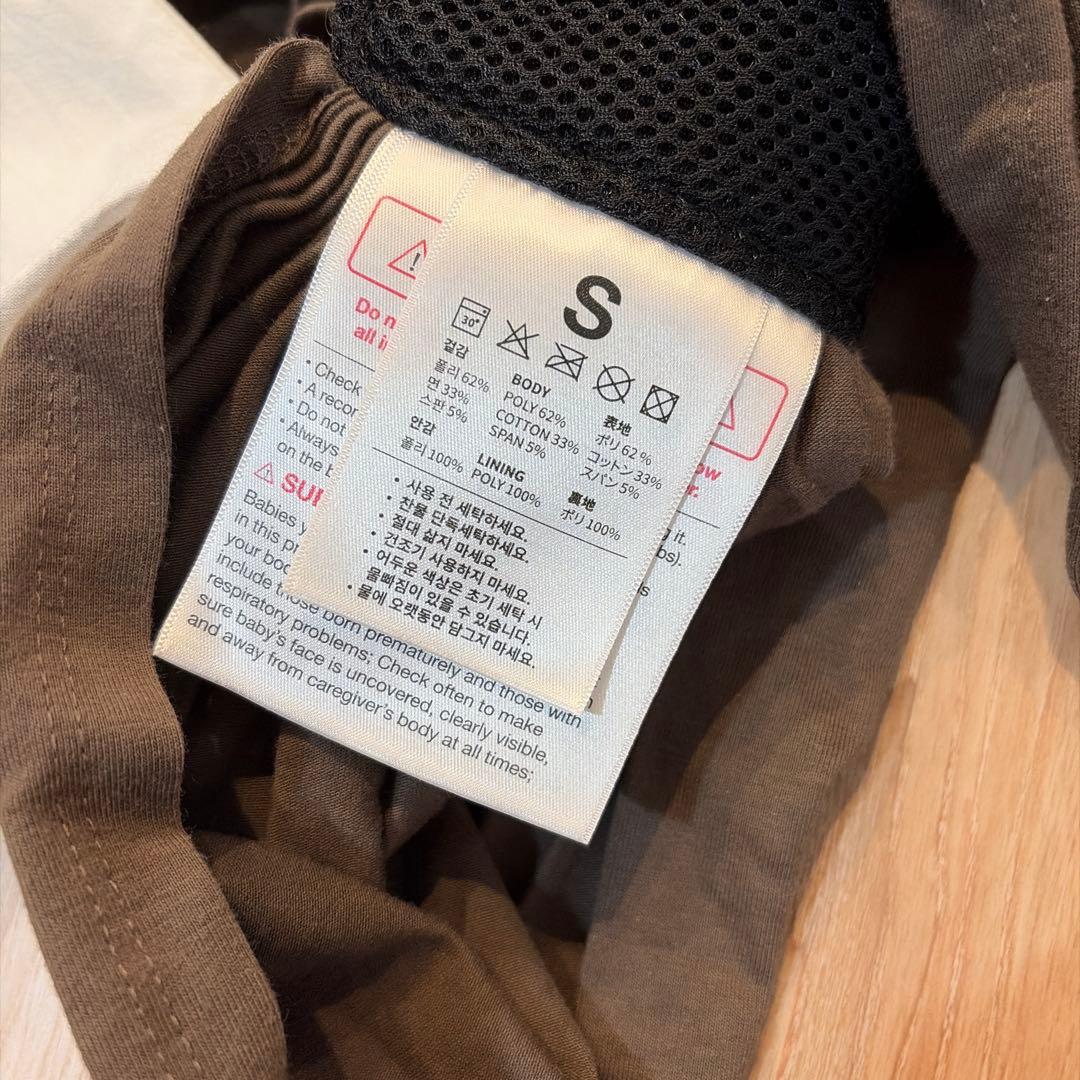 S
30°
겉감
폴리 62%
면 33%
스판 5%
안감
폴리 100%
BODY
POLY 62%
COTTON 33%
SPAN 5%
LINING
POLY 100%
表地
ポリ 62%
コットン 33%
スパン 5%
裏地
ポリ 100%
• 사용 전 세탁하세요.
• 찬물 단독세탁하세요.
• 절대 삶지 마세요.
• 건조기 사용하지 마세요.
• 어두운 색상은 초기 세탁 시
물빠짐이 있을 수 있습니다.
• 물에 오랫동안 담그지 마세요.
!
Do
all
• Check
• A
• Do not
• Always
on the
it.
Babies
in this
your
include those born prematurely and those with
respiratory problems; Check often to make
sure baby's face is uncovered, clearly visible,
and away from caregiver's body at all times;